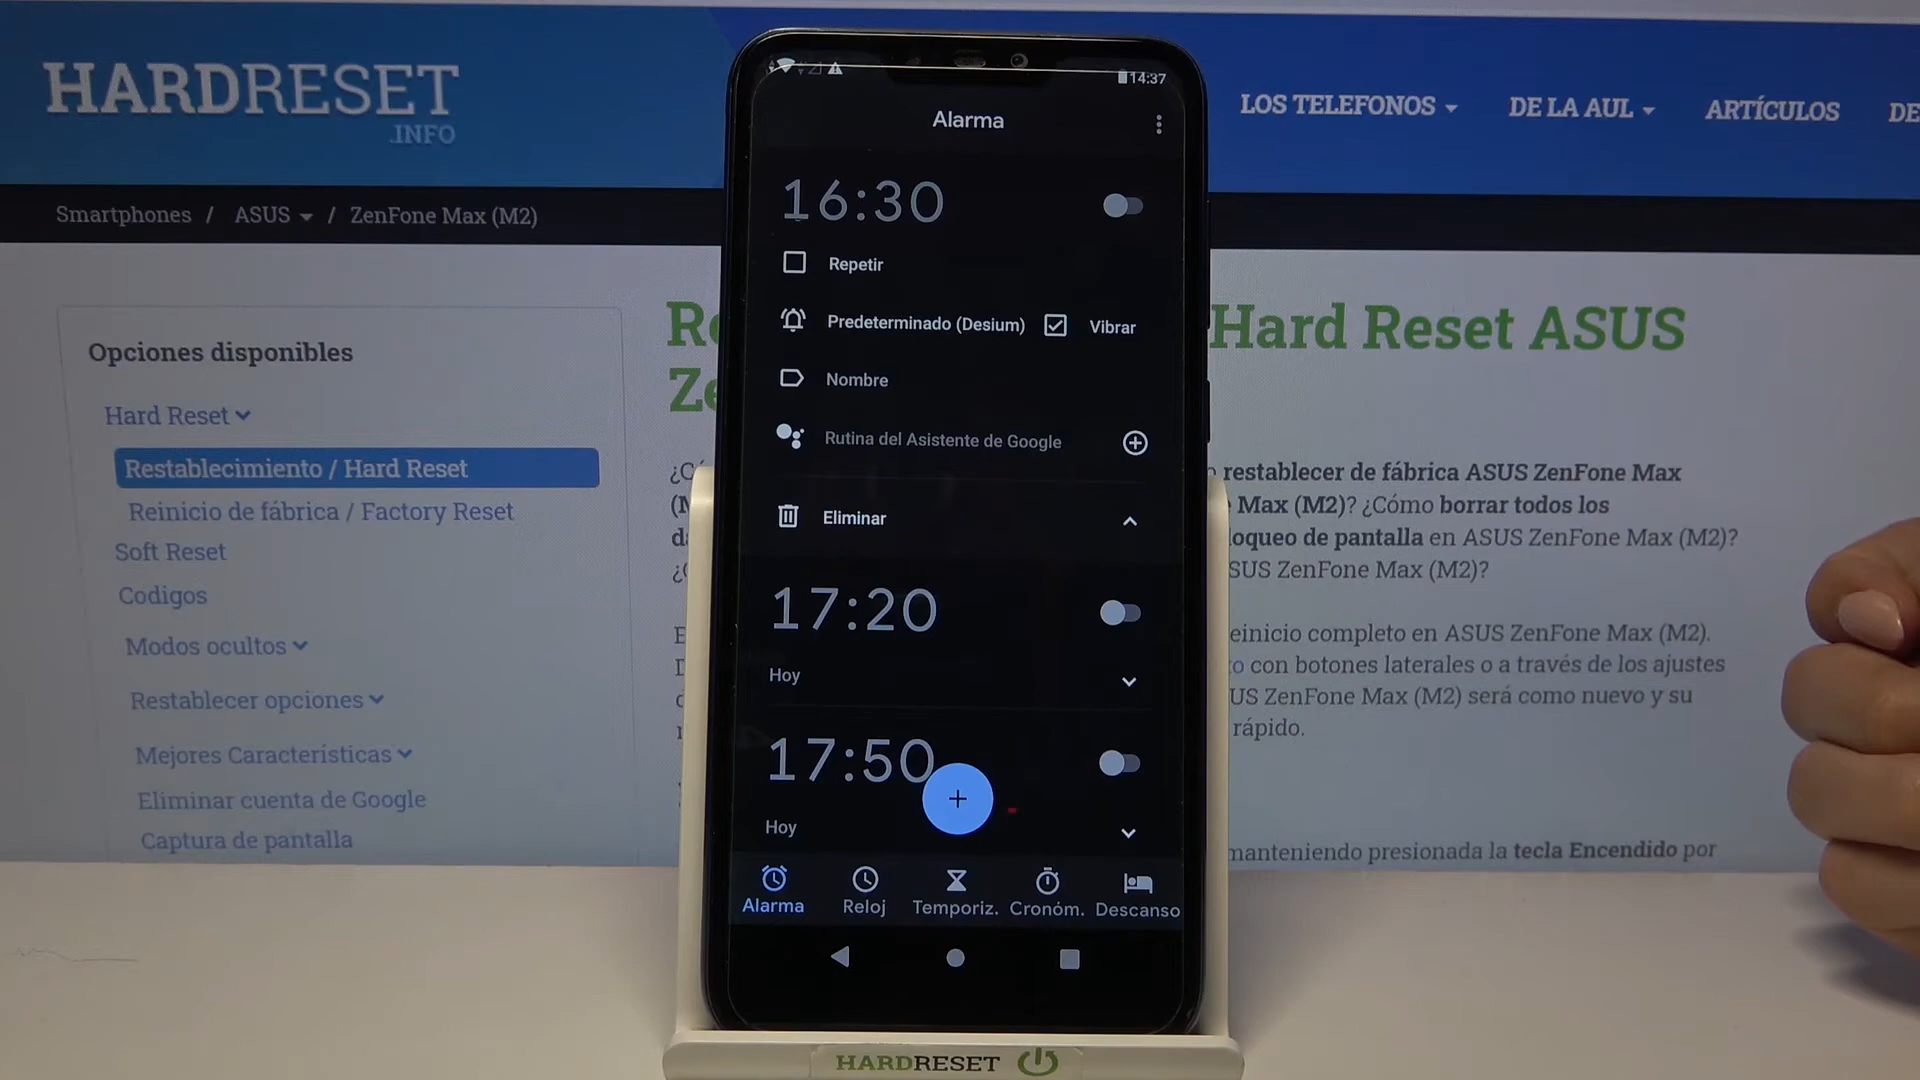 HARDRESET
.INFO
LOS TELEFONOS
DE LA AUL
ARTÍCULOS
DE
Smartphones / ASUS / ZenFone Max (M2)
Opciones disponibles
Hard Reset
Restablecimiento / Hard Reset
Reinicio de fábrica / Factory Reset
Soft Reset
Codigos
Modos ocultos
Restablecer opciones
Mejores Características
Eliminar cuenta de Google
Captura de pantalla
14:37
Alarma
16:30
Repetir
Predeterminado (Desium)
Vibrar
Nombre
Rutina del Asistente de Google
Eliminar
17:20
Hoy
17:50
Hoy
Alarma
Reloj
Temporiz.
Cronóm.
Descanso
Hard Reset ASUS
restablecer de fábrica ASUS ZenFone Max
Max (M2)? ¿Cómo borrar todos los
oqueo de pantalla en ASUS ZenFone Max (M2)?
SUS ZenFone Max (M2)?
einicio completo en ASUS ZenFone Max (M2).
o con botones laterales o a través de los ajustes
US ZenFone Max (M2) será como nuevo y su
rápido.
manteniendo presionada la tecla Encendido por
HARDRESET